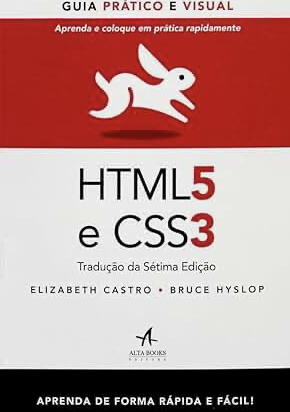 GUIA PRÁTICO E VISUAL
Aprenda e coloque em prática rapidamente
HTML5
e CSS3
Tradução da Sétima Edição
ELIZABETH CASTRO • BRUCE HYSLOP
ALTA BOOKS
EDITORA
APRENDA DE FORMA RÁPIDA E FÁCIL!